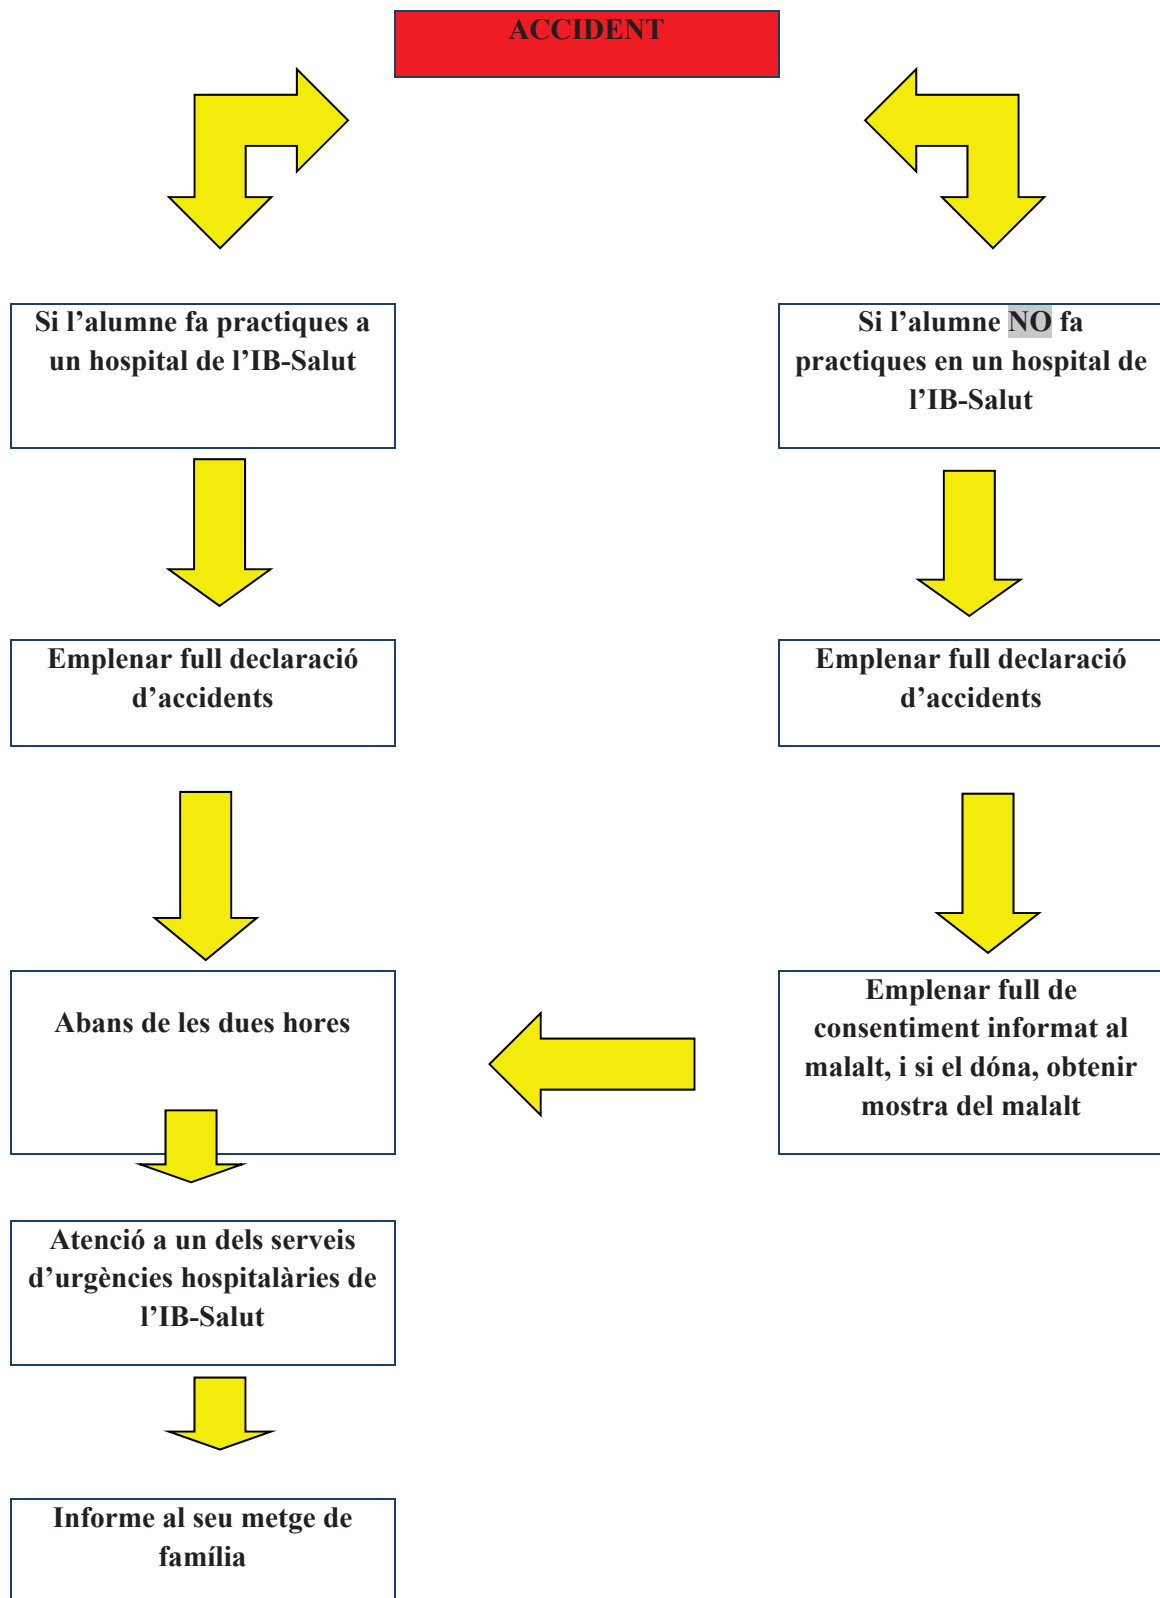 ACCIDENT
Si l’alumne fa practiques a
un hospital de l’IB-Salut
Si l’alumne NO fa
practiques en un hospital de
l’IB-Salut
Emplenar full declaració
d’accidents
Emplenar full declaració
d’accidents
Abans de les dues hores
Emplenar full de
consentiment informat al
malalt, i si el dóna, obtenir
mostra del malalt
Atenció a un dels serveis
d’urgències hospitalàries de
l’IB-Salut
Informe al seu metge de
família